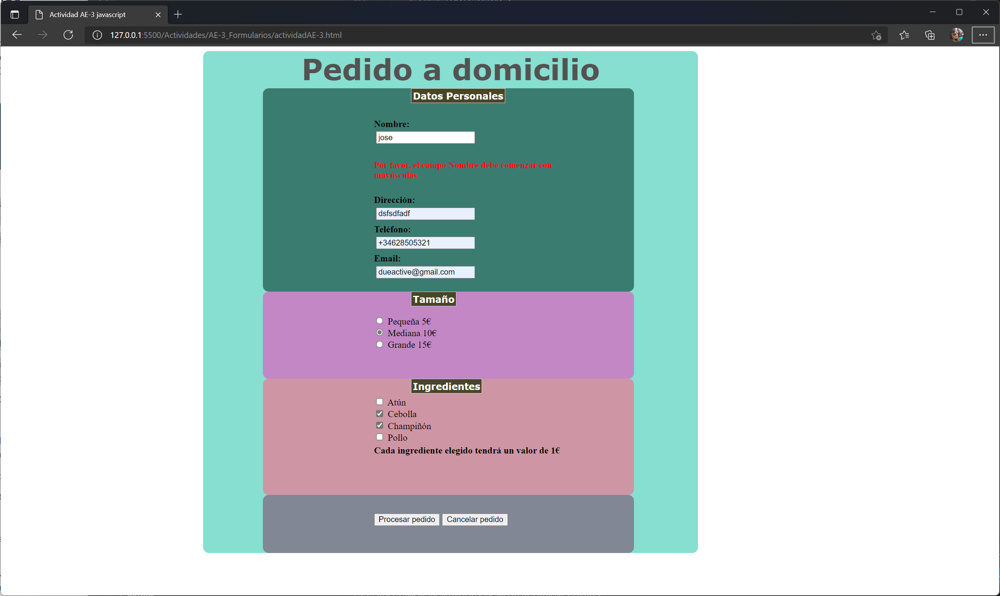 Actividad AE-3 javascript
127.0.0.1:5500/Actividades/AE-3_Formularios/actividadAE-3.html
Pedido a domicilio
Datos Personales
Nombre:
jose
Por favor, el campo Nombre debe comenzar con
mayúsculas
Dirección:
dsfsdfadf
Teléfono:
+34628505321
Email:
dueactive@gmail.com
Tamaño
Pequeña 5€
Mediana 10€
Grande 15€
Ingredientes
Atún
Cebolla
Champiñón
Pollo
Cada ingrediente elegido tendrá un valor de 1€
Procesar pedido Cancelar pedido